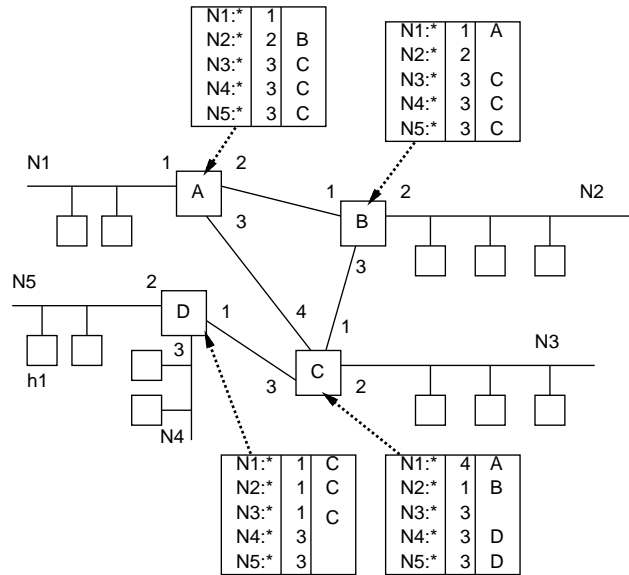 N1:* 1
N2:* 2 B
N3:* 3 C
N4:* 3 C
N5:* 3 C
N1:* 1 A
N2:* 2
N3:* 3 C
N4:* 3 C
N5:* 3 C
N1 1 A 2 3
1 B 2 N2
3
N5 2 D 1 3
h1
N4
4 1 C 3 2 N3
N1:* 1 C
N2:* 1 C
N3:* 1 C
N4:* 3
N5:* 3
N1:* 4 A
N2:* 1 B
N3:* 3
N4:* 3 D
N5:* 3 D